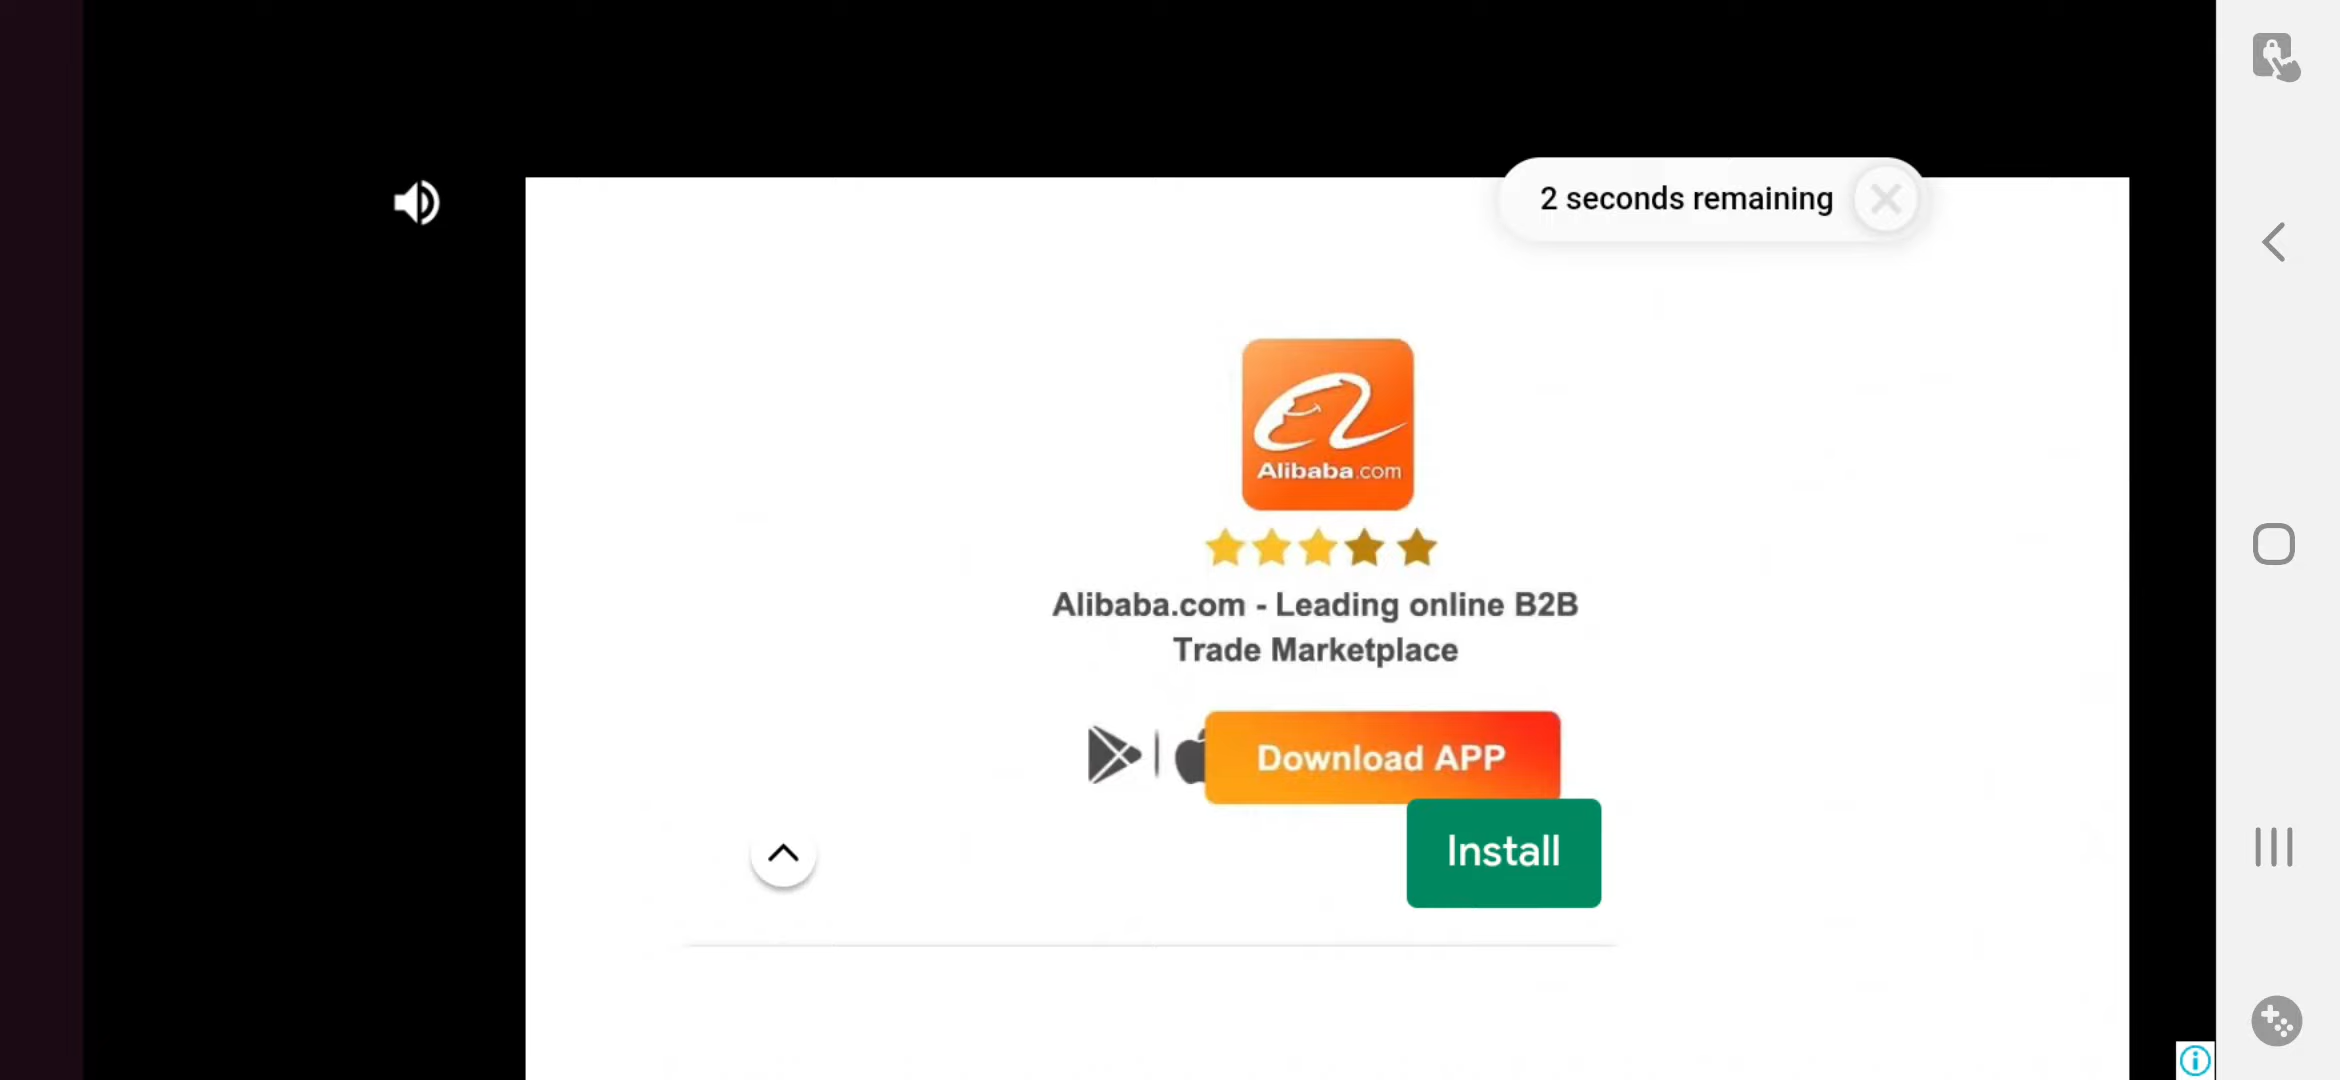 2 seconds remaining
Alibaba.com
Alibaba.com - Leading online B2B
Trade Marketplace
Download APP
Install